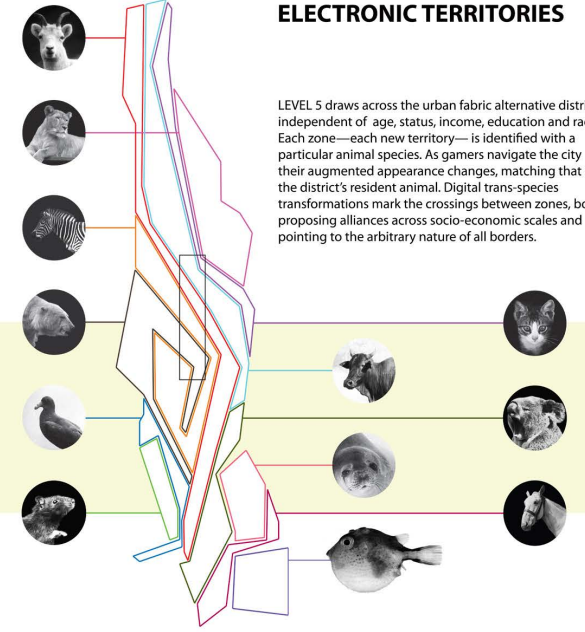 ELECTRONIC TERRITORIES
LEVEL 5 draws across the urban fabric alternative distri
independent of age, status, income, education and ra
Each zone—each new territory— is identified with a
particular animal species. As gamers navigate the city
their augmented appearance changes, matching that
the district's resident animal. Digital trans-species
transformations mark the crossings between zones, bo
proposing alliances across socio-economic scales and
pointing to the arbitrary nature of all borders.